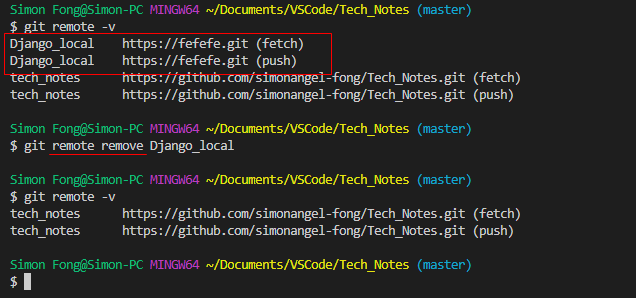 Simon Fong@Simon-PC MINGW64 ~/Documents/VSCode/Tech_Notes (master)
$ git remote -v
Django_local    https://fefefe.git (fetch)
Django_local    https://fefefe.git (push)
tech_notes      https://github.com/simonangel-fong/Tech_Notes.git (fetch)
tech_notes      https://github.com/simonangel-fong/Tech_Notes.git (push)
Simon Fong@Simon-PC MINGW64 ~/Documents/VSCode/Tech_Notes (master)
$ git remote remove Django_local
Simon Fong@Simon-PC MINGW64 ~/Documents/VSCode/Tech_Notes (master)
$ git remote -v
tech_notes      https://github.com/simonangel-fong/Tech_Notes.git (fetch)
tech_notes      https://github.com/simonangel-fong/Tech_Notes.git (push)
Simon Fong@Simon-PC MINGW64 ~/Documents/VSCode/Tech_Notes (master)
$